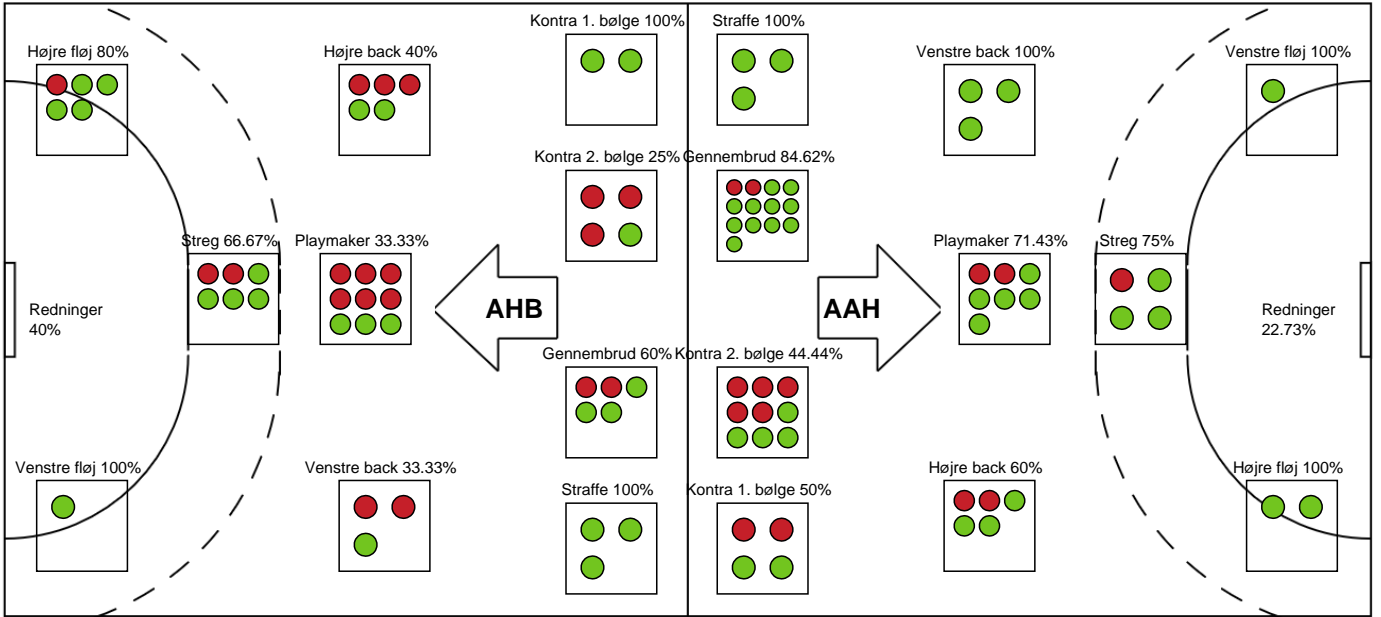 Kontra 1. bølge 100%
Straffe 100%
Højre fløj 80%
Højre back 40%
Venstre back 100%
Venstre fløj 100%
Kontra 2. bølge 25%
Gennembrud 84.62%
Streg 66.67%
Playmaker 33.33%
Playmaker 71.43%
Streg 75%
Redninger
40%
AHB
AAH
Redninger
22.73%
Gennembrud 60%
Kontra 2. bølge 44.44%
Venstre fløj 100%
Venstre back 33.33%
Højre back 60%
Højre fløj 100%
Straffe 100%
Kontra 1. bølge 50%